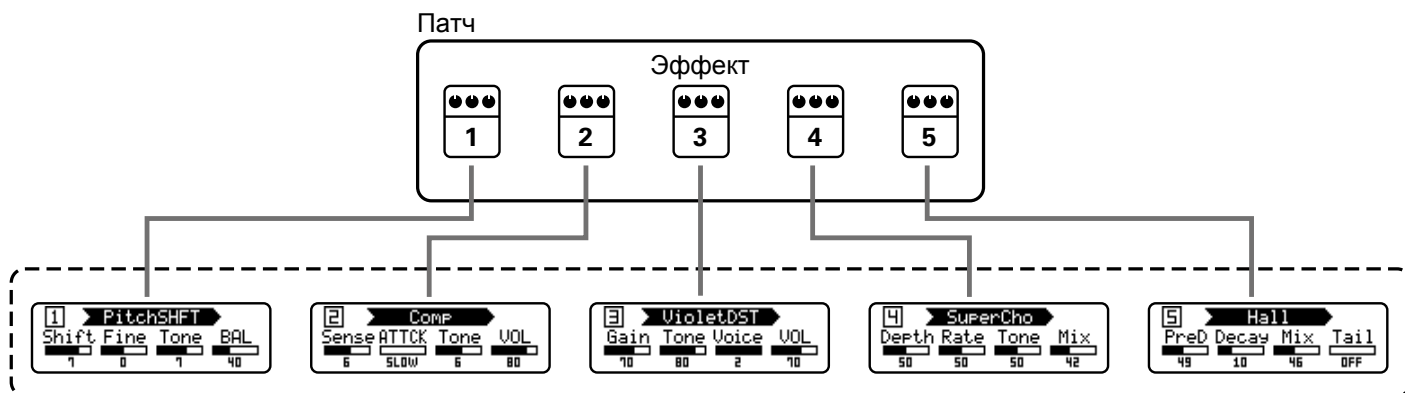 Патч
Эффект
1 2 3 4 5
1 PitchSHFT
Shift Fine Tone BAL
7 0 7 40
2 Comp
Sense ATTCK Tone VOL
6 SLOW 6 80
3 VioletDST
Gain Tone Voice VOL
70 80 2 70
4 SuperCho
Depth Rate Tone Mix
50 50 50 42
5 Hall
PreD Decay Mix Tail
49 10 46 OFF